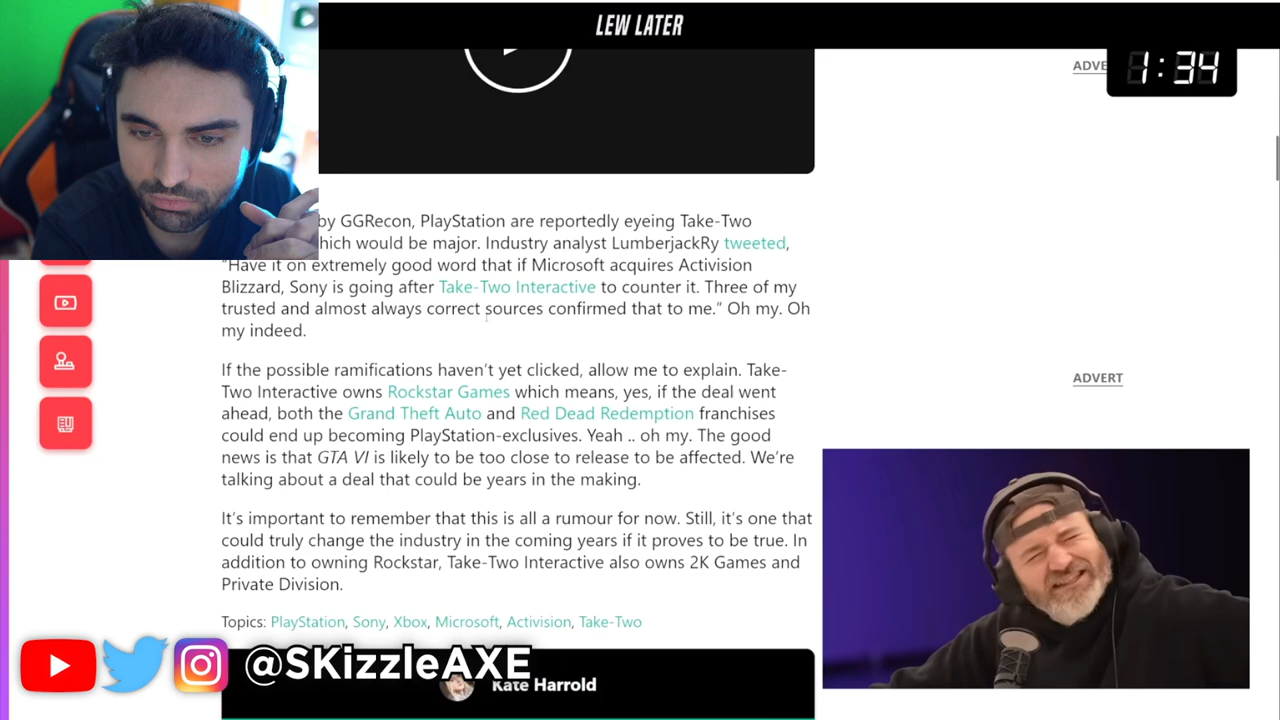 LEW LATER
ADVE
1:34
by GGRecon, PlayStation are reportedly eyeing Take-Two
hich would be major. Industry analyst LumberjackRy tweeted,
“Have it on extremely good word that if Microsoft acquires Activision
Blizzard, Sony is going after Take-Two Interactive to counter it. Three of my
trusted and almost always correct sources confirmed that to me.” Oh my. Oh
my indeed.
If the possible ramifications haven’t yet clicked, allow me to explain. Take-
Two Interactive owns Rockstar Games which means, yes, if the deal went
ahead, both the Grand Theft Auto and Red Dead Redemption franchises
could end up becoming PlayStation-exclusives. Yeah .. oh my. The good
news is that GTA VI is likely to be too close to release to be affected. We’re
talking about a deal that could be years in the making.
ADVERT
It’s important to remember that this is all a rumour for now. Still, it’s one that
could truly change the industry in the coming years if it proves to be true. In
addition to owning Rockstar, Take-Two Interactive also owns 2K Games and
Private Division.
Topics: PlayStation, Sony, Xbox, Microsoft, Activision, Take-Two
@SKizzleAXE
Kate Harrold